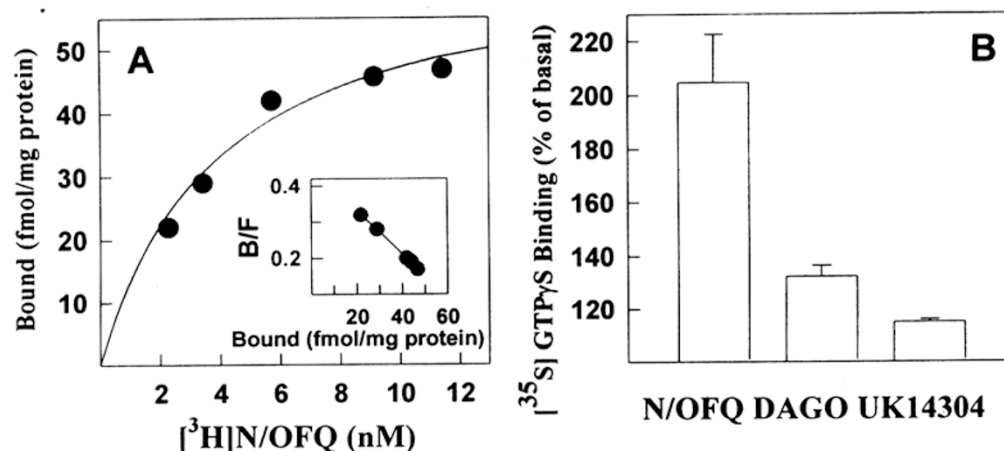 A
Bound (fmol/mg protein)
50
40
30
20
10
2 4 6 8 10 12
[³H]N/OFQ (nM)
B/F
0.4
0.2
20 40 60
Bound (fmol/mg protein)
B
[³⁵S] GTPγS Binding (% of basal)
220
200
180
160
140
120
N/OFQ DAGO UK14304